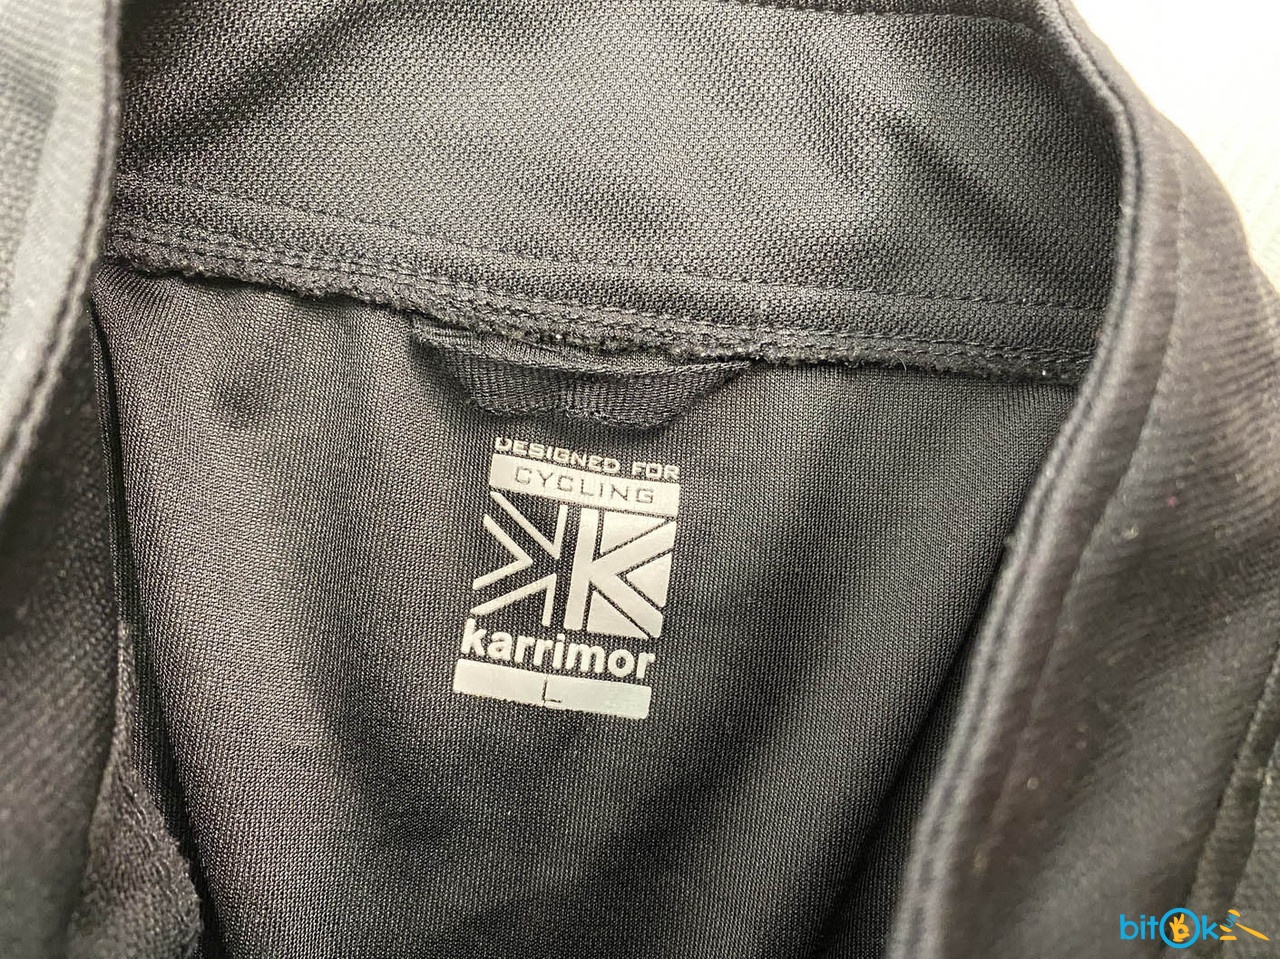 DESIGNED FOR
CYCLING
karrimor
L
bitok